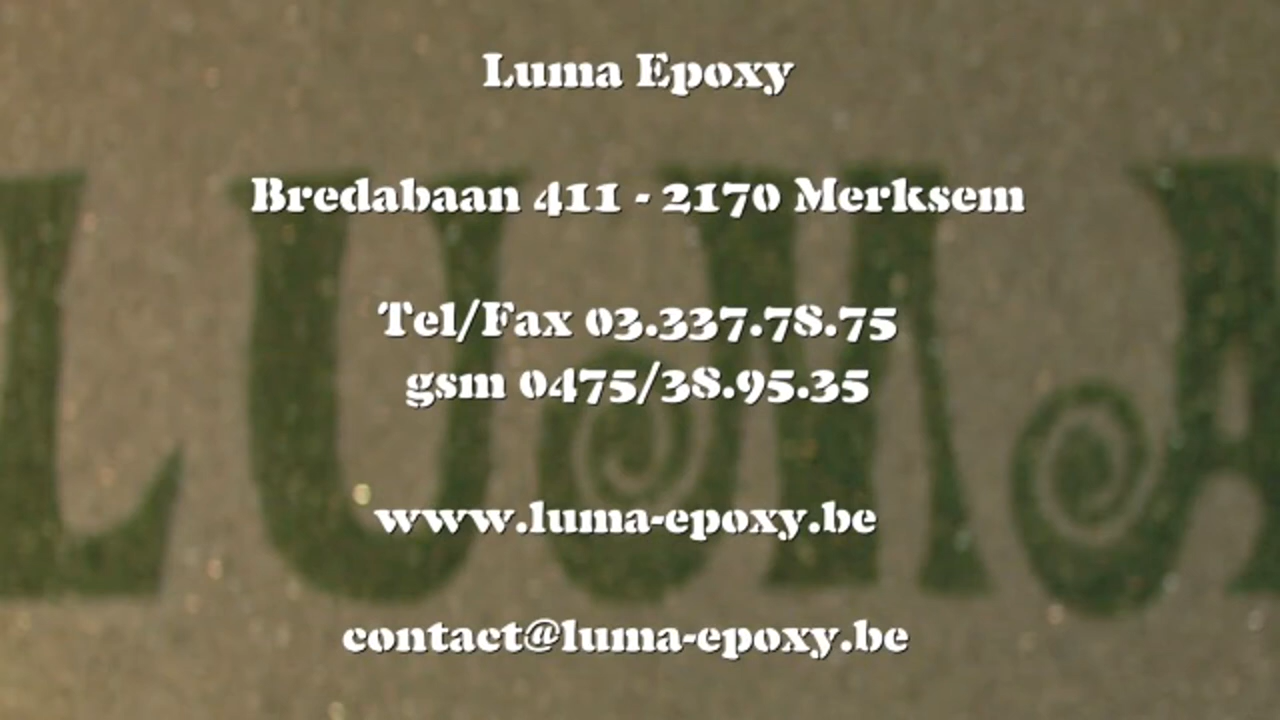 Luma Epoxy
Bredabaan 411 - 2170 Merksem
LUMA
Tel/Fax 03.337.78.75
gsm 0475/38.95.35
www.luma-epoxy.be
contact@luma-epoxy.be